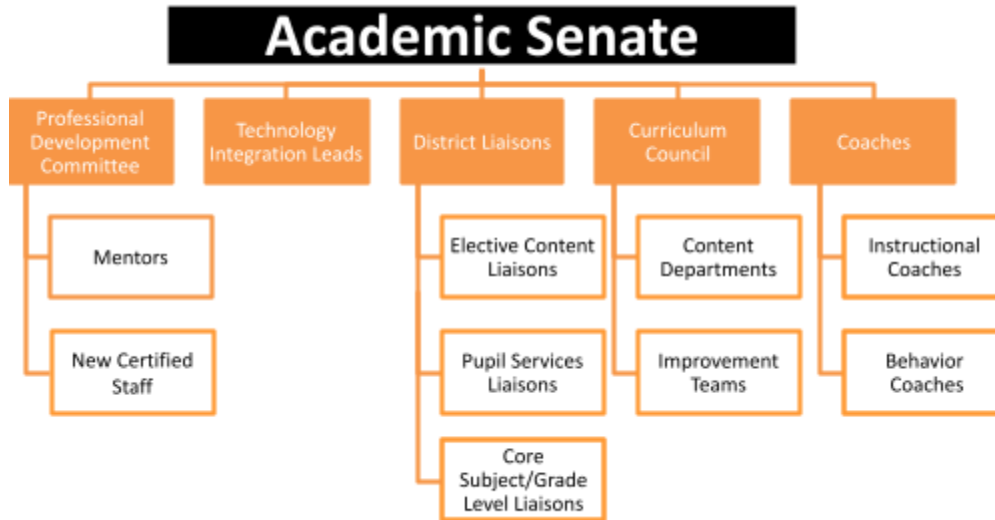 Academic Senate
Professional
Development
Committee
Technology
Integration Leads
District Liaisons
Curriculum
Council
Coaches
Mentors
New Certified
Staff
Elective Content
Liaisons
Pupil Services
Liaisons
Core
Subject/Grade
Level Liaisons
Content
Departments
Improvement
Teams
Instructional
Coaches
Behavior
Coaches